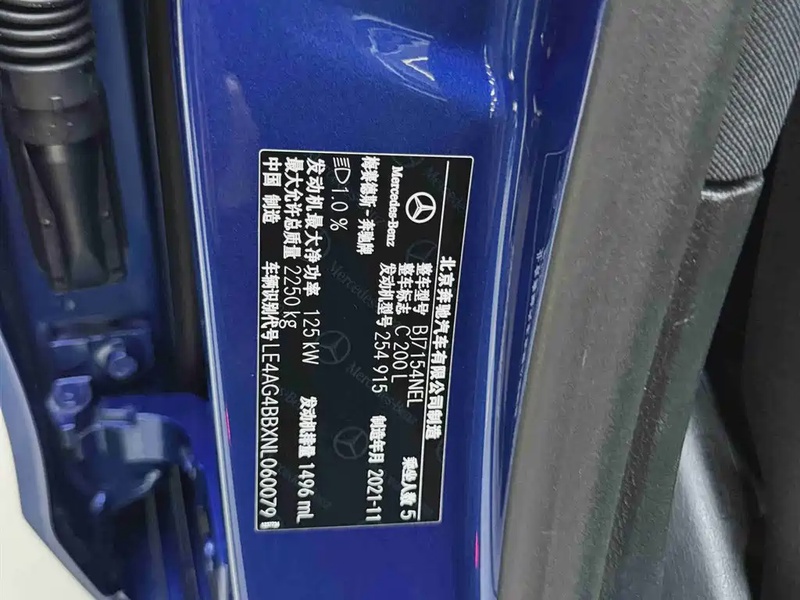 北京奔驰汽车有限公司制造
Mercedes-Benz
整车型号 BJ7154NEL 乘坐人数 5
整车标志 C 200 L
发动机型号 254 915 制造年月 2021-11
梅赛德斯-奔驰牌
1.0 %
发动机最大净功率 125 kW 发动机排量 1496 mL
最大允许总质量 2250 kg
中国 制造 车辆识别代号 LE4AG4BBXNL060079